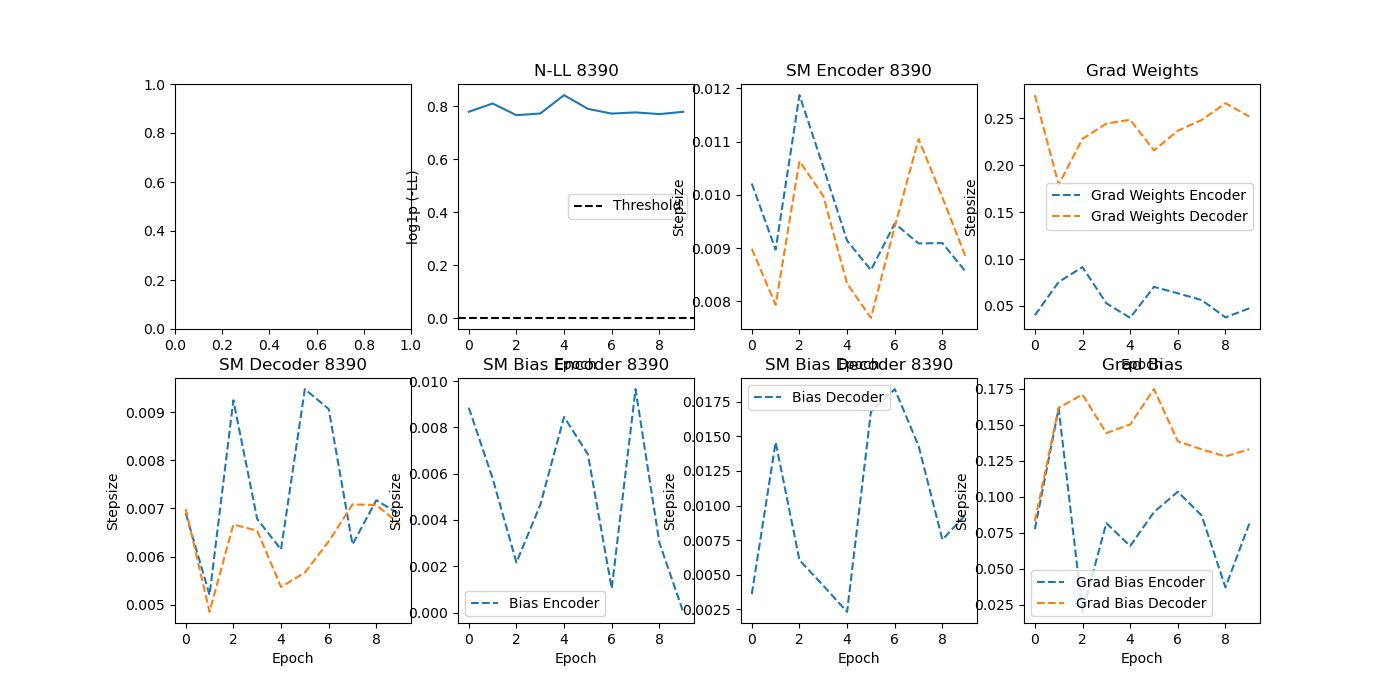 1.0
0.8
0.6
0.4
0.2
0.0
0.0 0.2 0.4 0.6 0.8 1.0
N-LL 8390
log1p (-LL)
0.8
0.6
0.4
0.2
0.0
Threshold
0 2 4 6 8
Epoch
SM Encoder 8390
Stepsize
0.012
0.011
0.010
0.009
0.008
0 2 4 6 8
Epoch
Grad Weights
Stepsize
0.25
0.20
0.15
0.10
0.05
Grad Weights Encoder
Grad Weights Decoder
0 2 4 6 8
Epoch
SM Decoder 8390
Stepsize
0.009
0.008
0.007
0.006
0.005
0 2 4 6 8
Epoch
SM Bias Encoder 8390
Stepsize
0.010
0.008
0.006
0.004
0.002
0.000
Bias Encoder
0 2 4 6 8
Epoch
SM Bias Decoder 8390
Stepsize
0.0175
0.0150
0.0125
0.0100
0.0075
0.0050
0.0025
Bias Decoder
0 2 4 6 8
Epoch
Grad Bias
Stepsize
0.175
0.150
0.125
0.100
0.075
0.050
0.025
Grad Bias Encoder
Grad Bias Decoder
0 2 4 6 8
Epoch